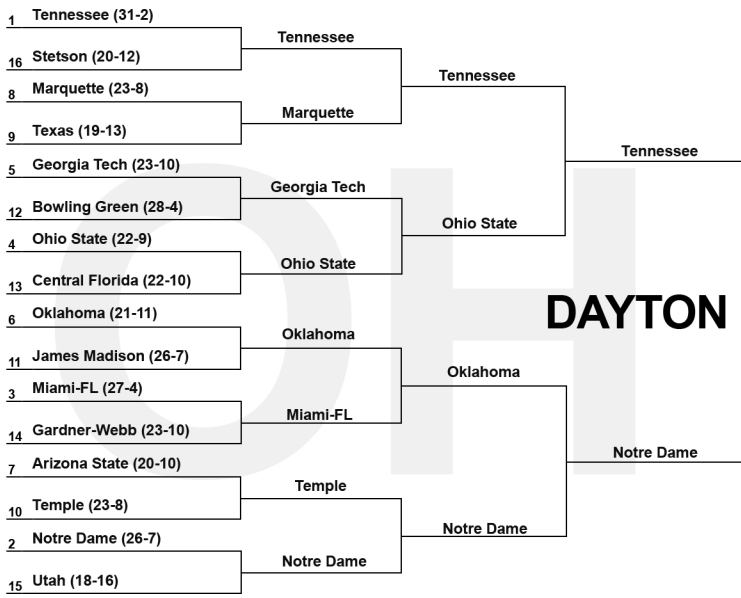 1 Tennessee (31-2)
16 Stetson (20-12)
8 Marquette (23-8)
9 Texas (19-13)
5 Georgia Tech (23-10)
12 Bowling Green (28-4)
4 Ohio State (22-9)
13 Central Florida (22-10)
6 Oklahoma (21-11)
11 James Madison (26-7)
3 Miami-FL (27-4)
14 Gardner-Webb (23-10)
7 Arizona State (20-10)
10 Temple (23-8)
2 Notre Dame (26-7)
15 Utah (18-16)
Tennessee
Marquette
Georgia Tech
Ohio State
Oklahoma
Miami-FL
Temple
Notre Dame
Tennessee
Ohio State
Oklahoma
Notre Dame
Tennessee
Notre Dame
DAYTON
OH